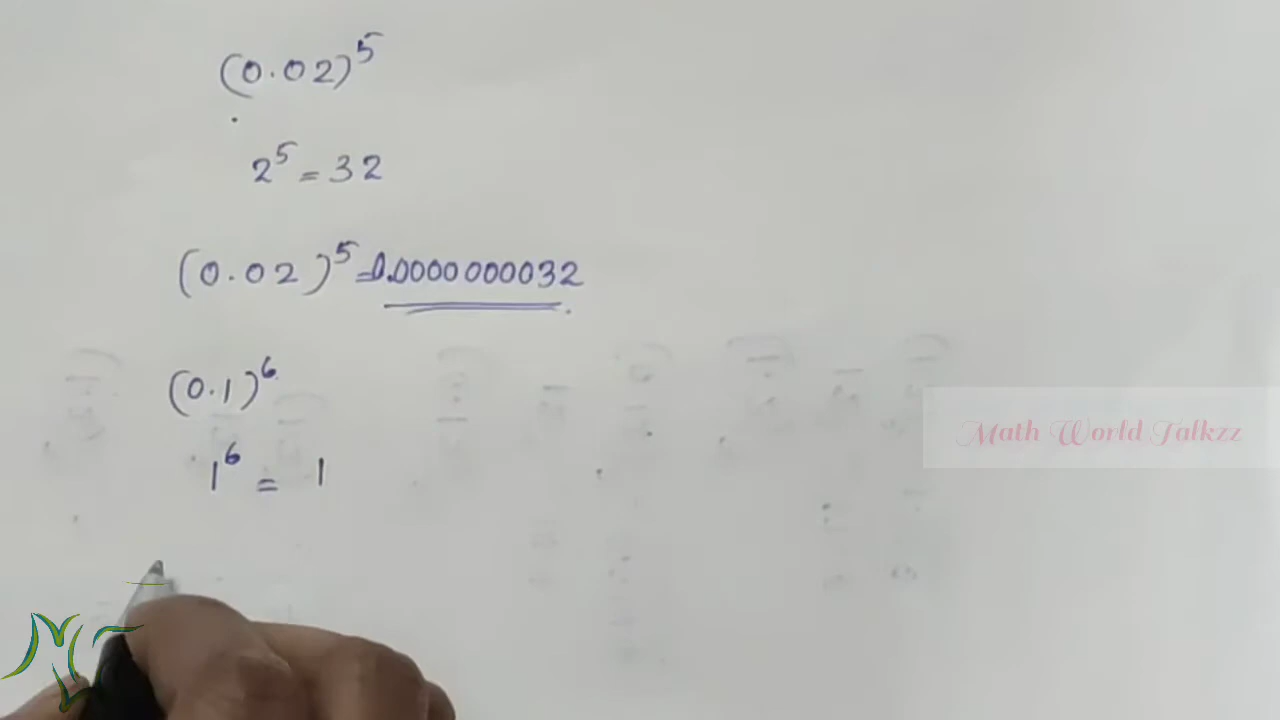 (0.02)^5
2^5 = 32
(0.02)^5 = 0.0000000032
(0.1)^6
1^6 = 1
Math World Talkzz